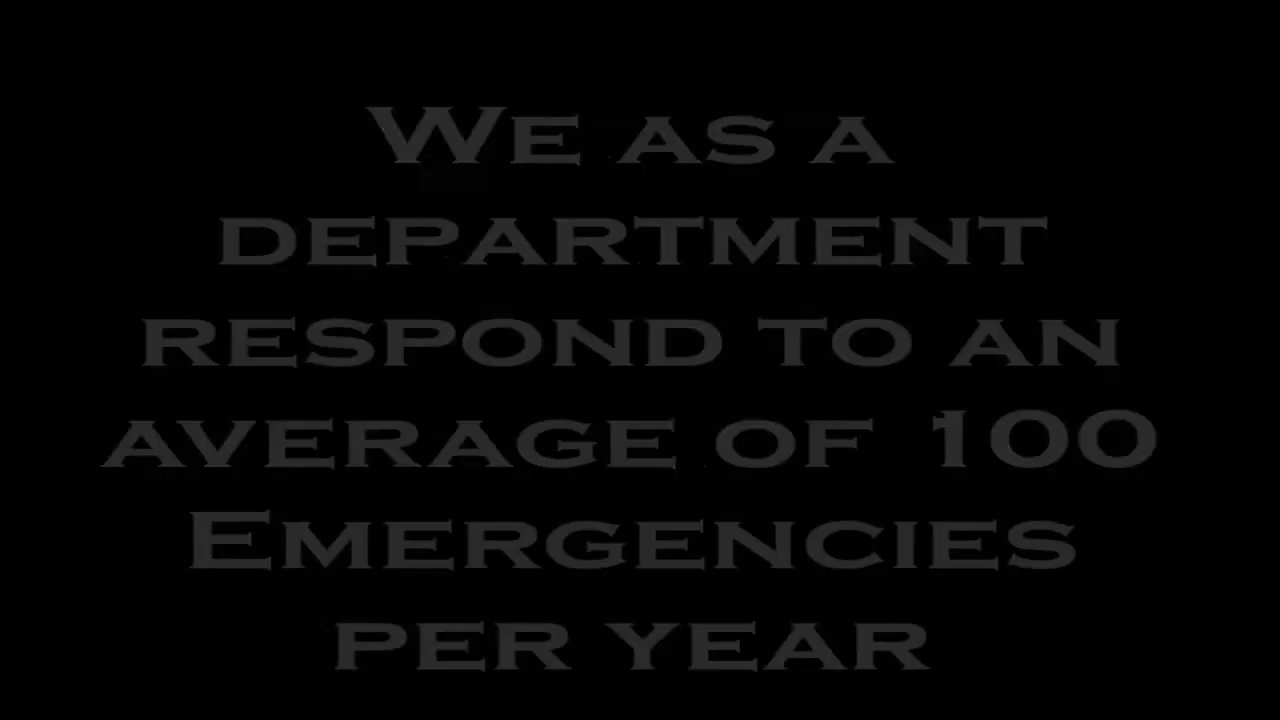 We as a
department
respond to an
average of 100
Emergencies
per year